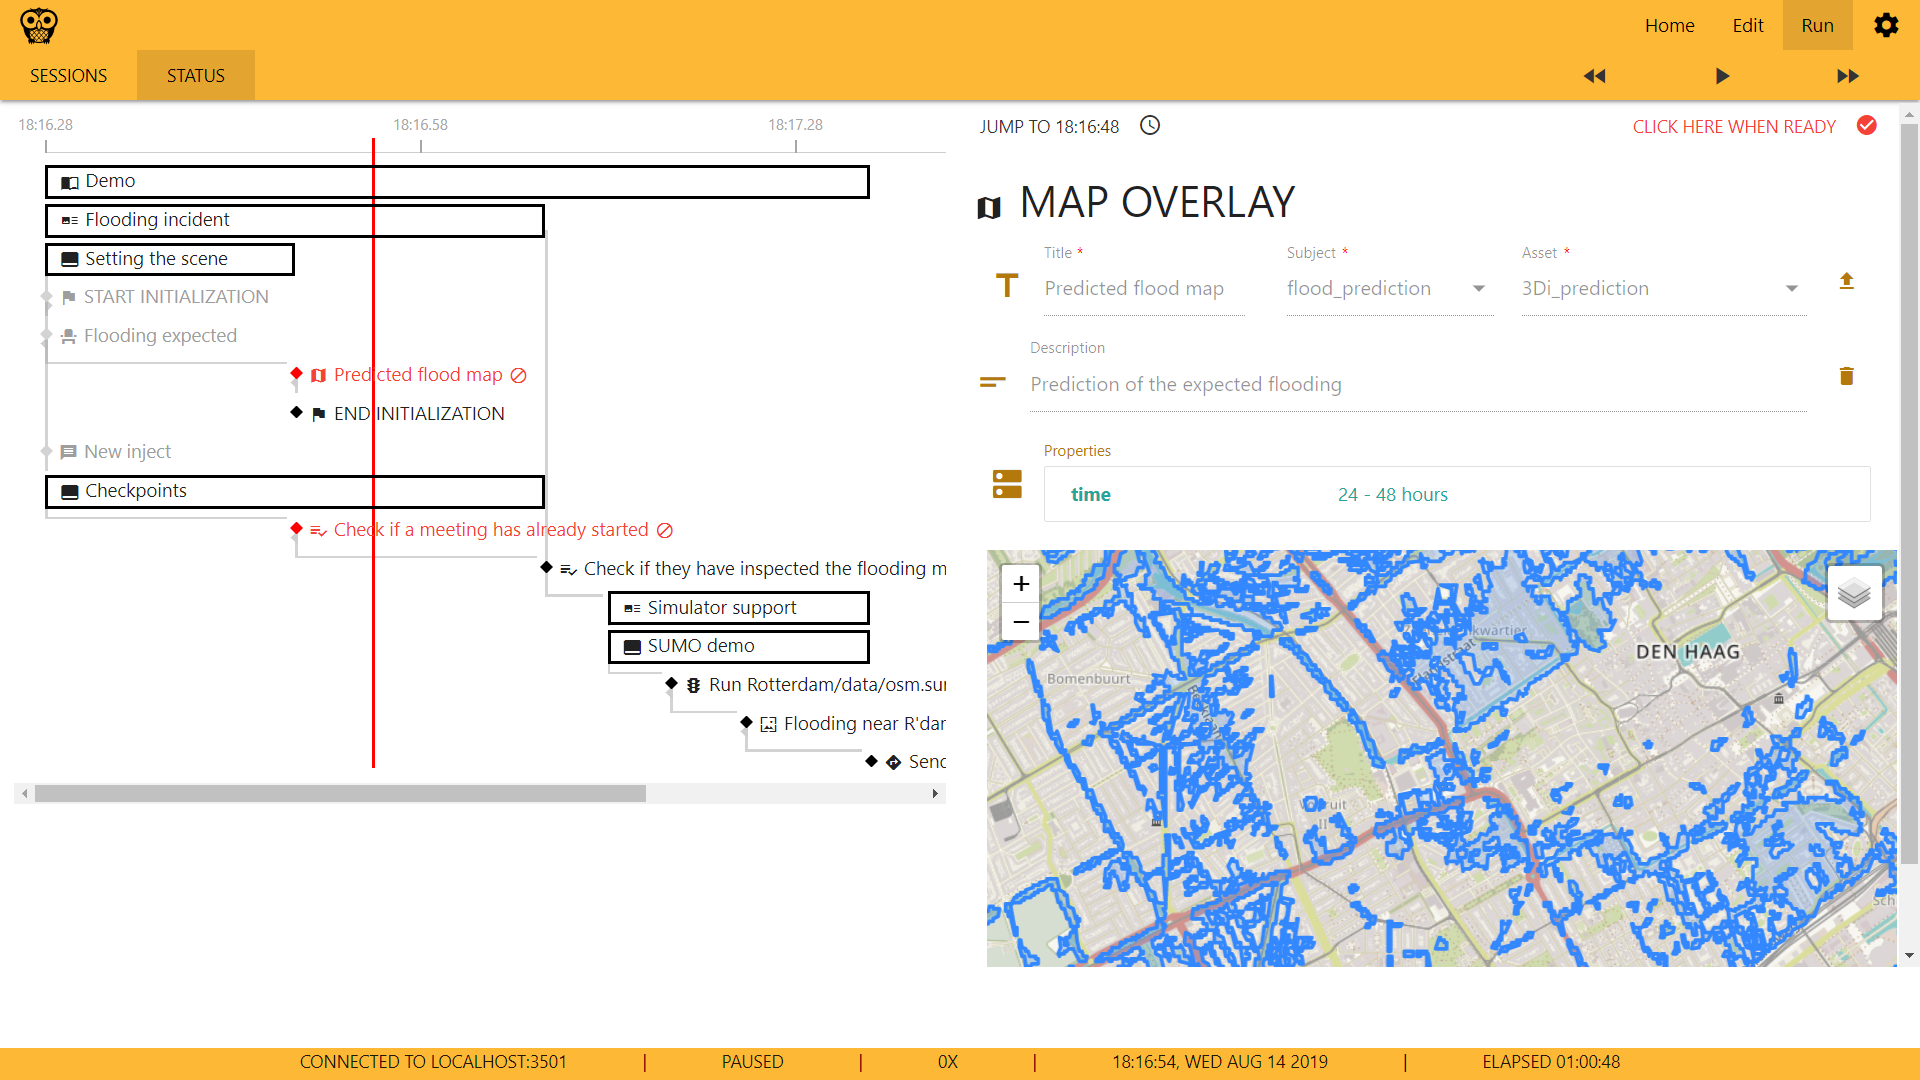 Home
Edit
Run
SESSIONS
STATUS
18:16.28
18:16.58
18:17.28
Demo
Flooding incident
Setting the scene
START INITIALIZATION
Flooding expected
Predicted flood map
END INITIALIZATION
New inject
Checkpoints
Check if a meeting has already started
Check if they have inspected the flooding m
Simulator support
SUMO demo
Run Rotterdam/data/osm.sur
Flooding near R'dar
Send
JUMP TO 18:16:48
CLICK HERE WHEN READY
MAP OVERLAY
Title *
Subject *
Asset *
Predicted flood map
flood_prediction
3Di_prediction
Description
Prediction of the expected flooding
Properties
time
24 - 48 hours
+
−
DEN HAAG
Bomenbuurt
II
Sch
CONNECTED TO LOCALHOST:3501
|
PAUSED
|
0X
|
18:16:54, WED AUG 14 2019
|
ELAPSED 01:00:48